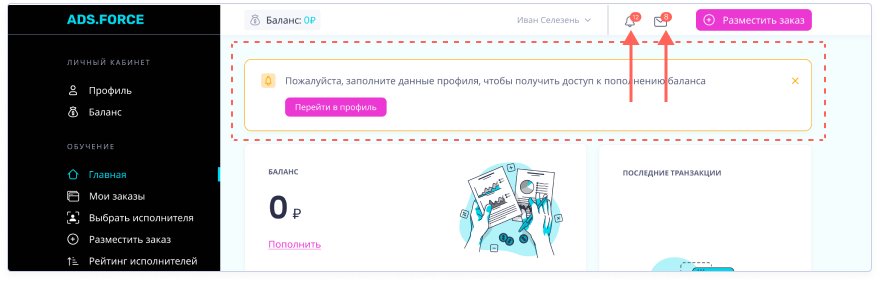 ADS.FORCE
Баланс: 0₽
Иван Селезень
12
8
Разместить заказ
ЛИЧНЫЙ КАБИНЕТ
Профиль
Баланс
ОБУЧЕНИЕ
Главная
Мои заказы
Выбрать исполнителя
Разместить заказ
Рейтинг исполнителей
Пожалуйста, заполните данные профиля, чтобы получить доступ к пополнению баланса
Перейти в профиль
БАЛАНС
0 ₽
Пополнить
ПОСЛЕДНИЕ ТРАНЗАКЦИИ